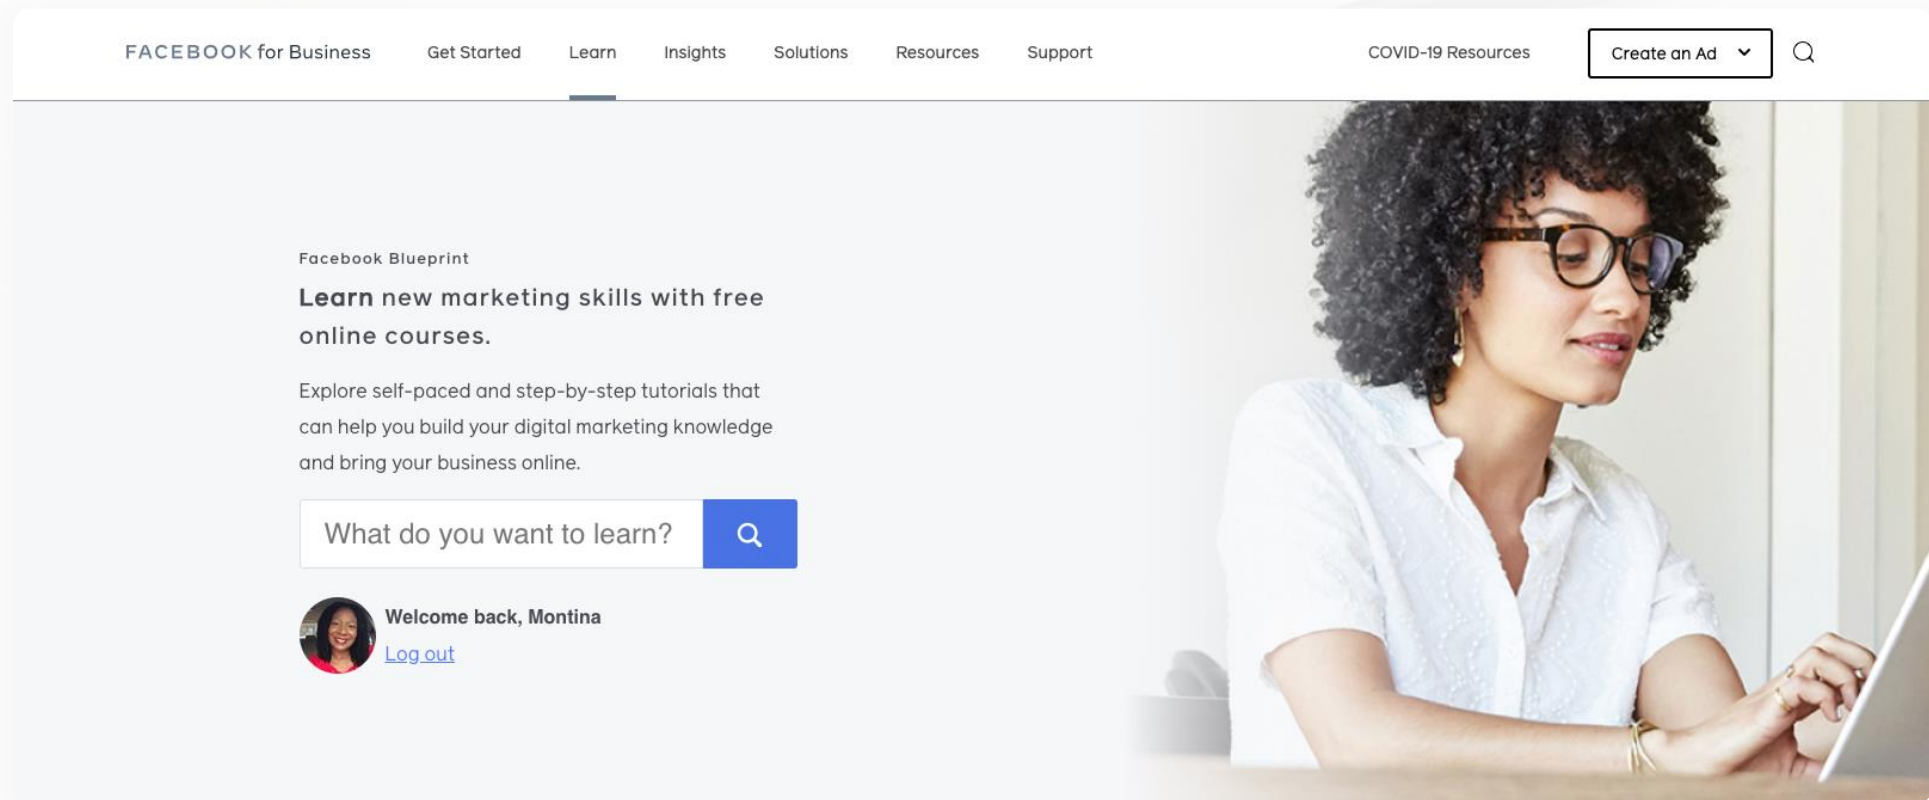 FACEBOOK for Business
Get Started
Learn
Insights
Solutions
Resources
Support
COVID-19 Resources
Create an Ad
Facebook Blueprint
Learn new marketing skills with free
online courses.
Explore self-paced and step-by-step tutorials that
can help you build your digital marketing knowledge
and bring your business online.
What do you want to learn?
Welcome back, Montina
Log out